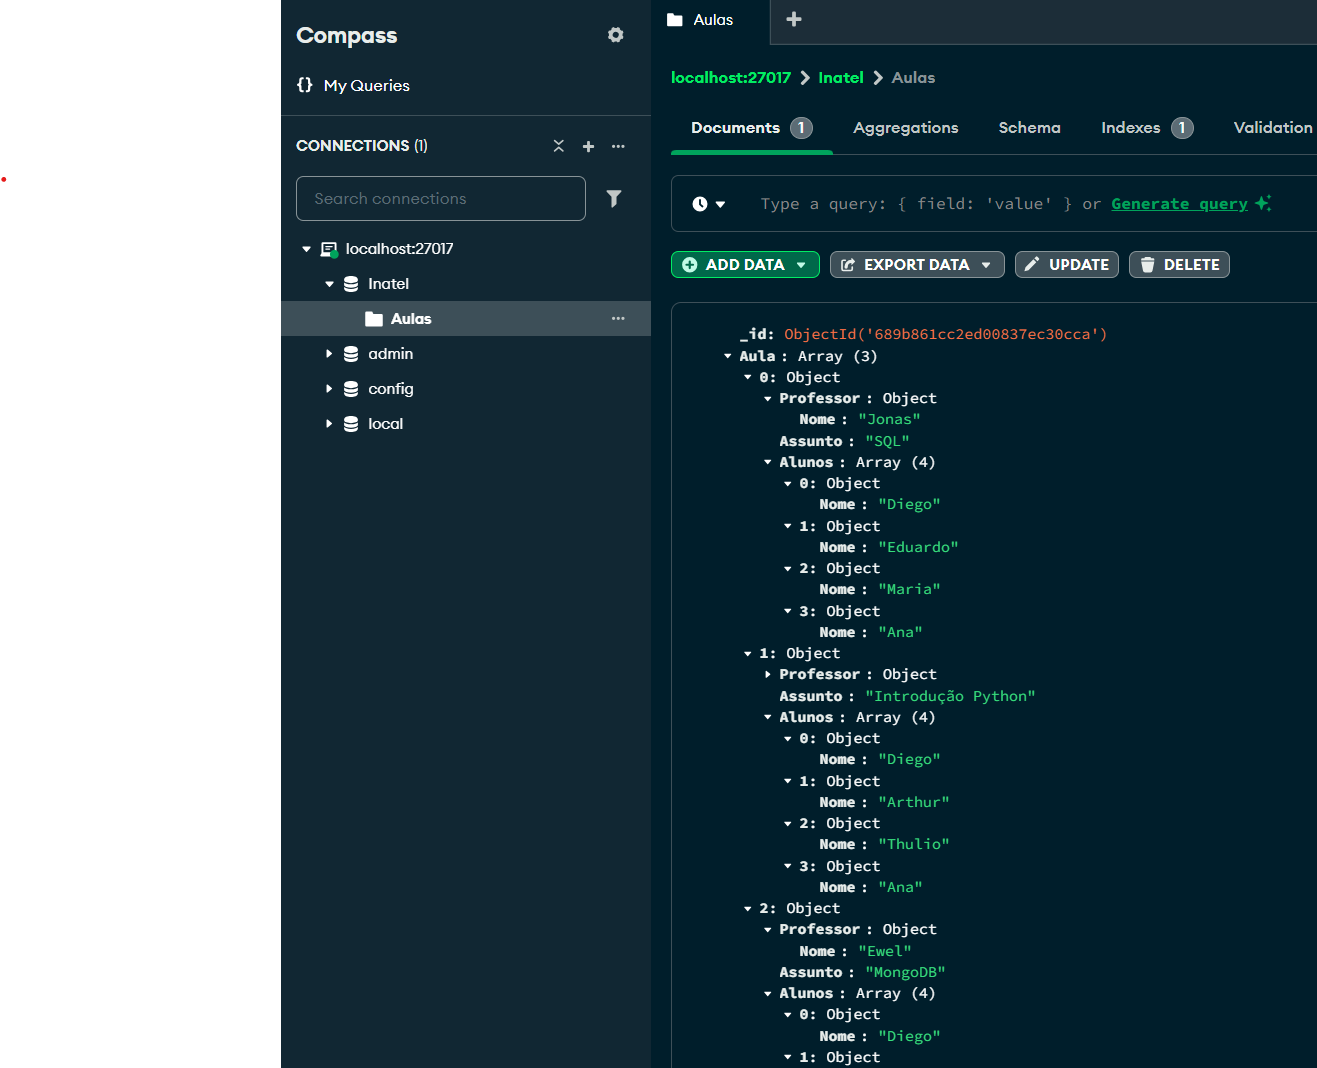 Compass
My Queries
CONNECTIONS (1)
Search connections
localhost:27017
Inatel
Aulas
admin
config
local
Aulas
localhost:27017 > Inatel > Aulas
Documents 1 Aggregations Schema Indexes 1 Validation
Type a query: { field: 'value' } or Generate query
ADD DATA EXPORT DATA UPDATE DELETE
_id: ObjectId('689b861cc2ed00837ec30cca')
Aula : Array (3)
0: Object
Professor : Object
Nome : "Jonas"
Assunto : "SQL"
Alunos : Array (4)
0: Object
Nome : "Diego"
1: Object
Nome : "Eduardo"
2: Object
Nome : "Maria"
3: Object
Nome : "Ana"
1: Object
Professor : Object
Assunto : "Introdução Python"
Alunos : Array (4)
0: Object
Nome : "Diego"
1: Object
Nome : "Arthur"
2: Object
Nome : "Thulio"
3: Object
Nome : "Ana"
2: Object
Professor : Object
Nome : "Ewel"
Assunto : "MongoDB"
Alunos : Array (4)
0: Object
Nome : "Diego"
1: Object